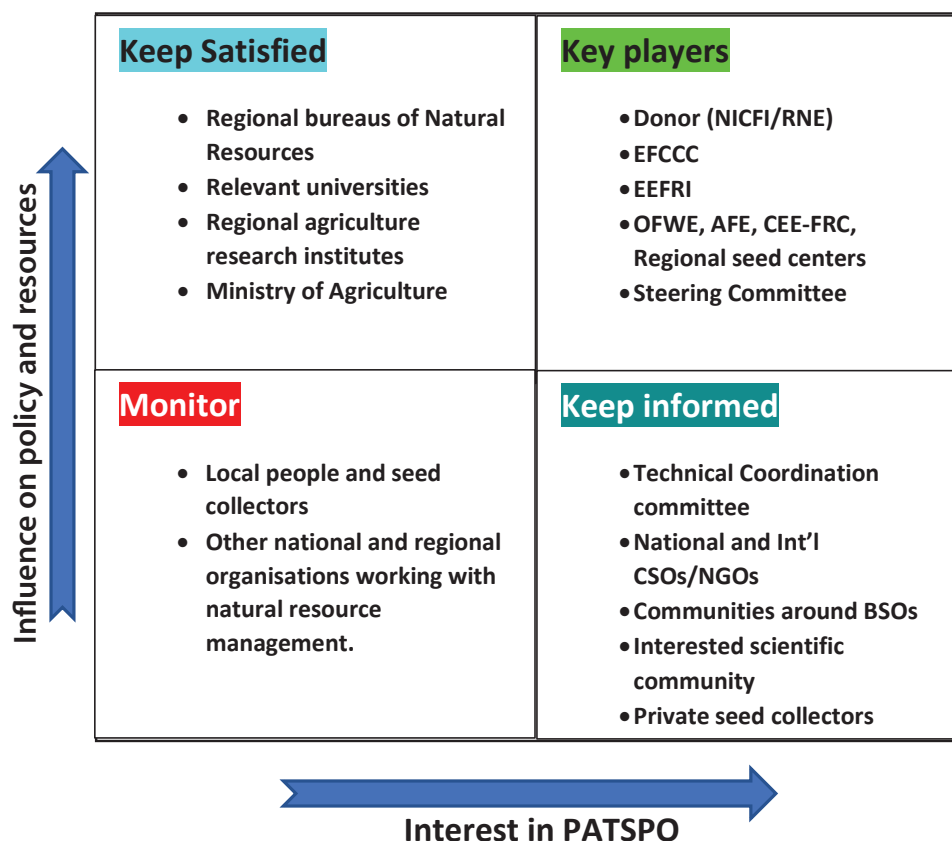 Influence on policy and resources
Keep Satisfied
• Regional bureaus of Natural
Resources
• Relevant universities
• Regional agriculture
research institutes
• Ministry of Agriculture
Key players
• Donor (NICFI/RNE)
• EFCCC
• EEFRI
• OFWE, AFE, CEE-FRC,
Regional seed centers
• Steering Committee
Monitor
• Local people and seed
collectors
• Other national and regional
organisations working with
natural resource
management.
Keep informed
• Technical Coordination
committee
• National and Int’l
CSOs/NGOs
• Communities around BSOs
• Interested scientific
community
• Private seed collectors
Interest in PATSPO